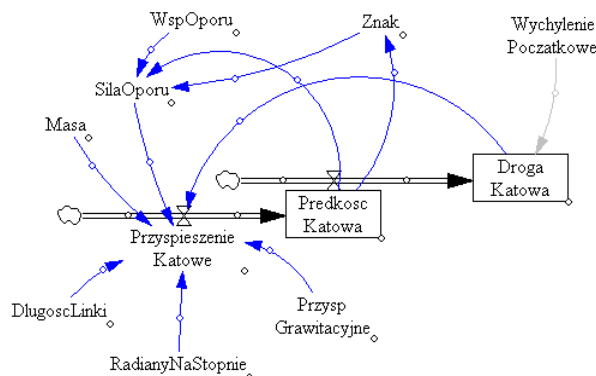 WspOporu
Znak
Wychylenie
Poczatkowe
SilaOporu
Masa
Droga
Katowa
Predkosc
Katowa
Przyspieszenie
Katowe
DlugoscLinki
Przysp
Grawitacyjne
RadianyNaStopnie